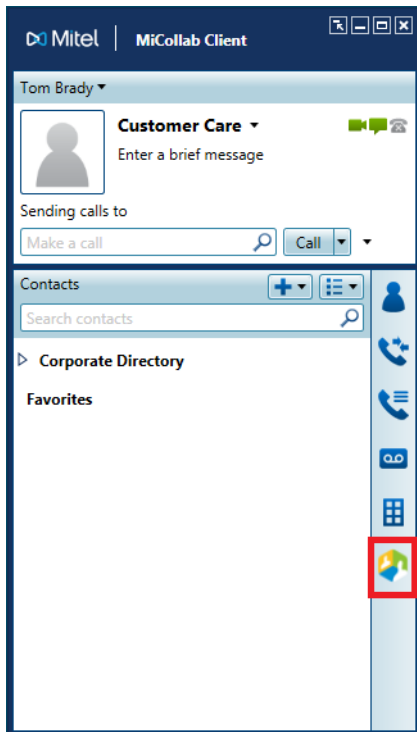 Mitel | MiCollab Client
Tom Brady
Customer Care
Enter a brief message
Sending calls to
Make a call
Call
Contacts
Search contacts
Corporate Directory
Favorites